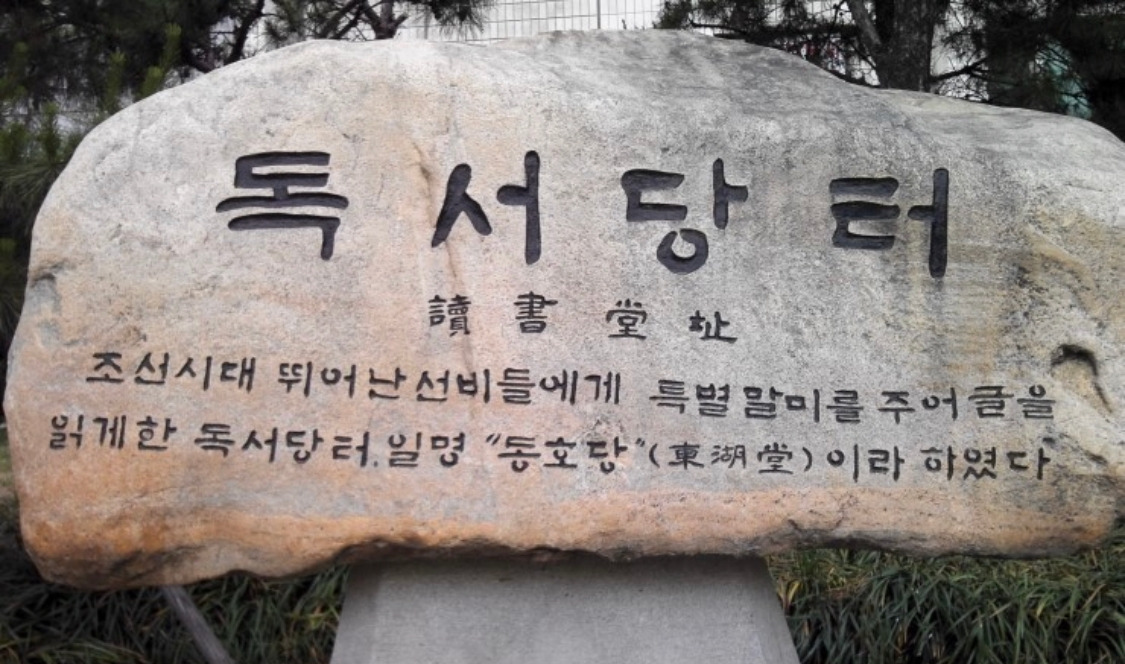 독서당터
讀書堂址
조선시대 뛰어난선비들에게 특별말미를 주어글을
읽게한 독서당터.일명 "동호당"(東湖堂)이라 하였다